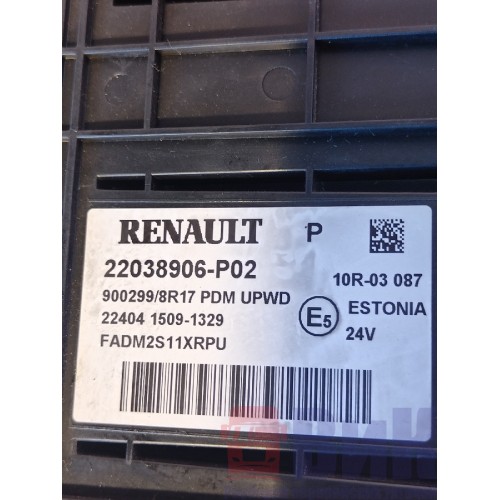 RENAULT P
22038906-P02
10R-03 087
900299/8R17 PDM UPWD
E5 ESTONIA
22404 1509-1329
24V
FADM2S11XRPU